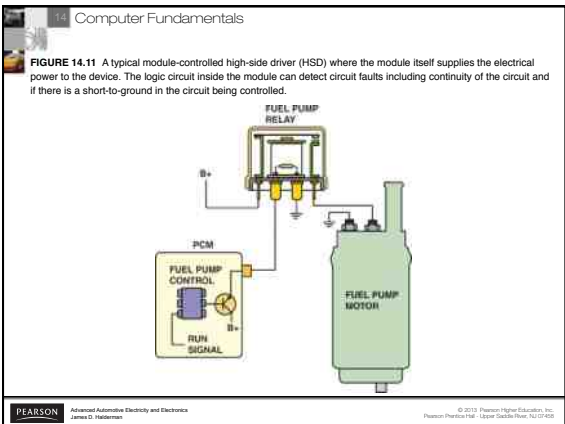 14 Computer Fundamentals
FIGURE 14.11 A typical module-controlled high-side driver (HSD) where the module itself supplies the electrical
power to the device. The logic circuit inside the module can detect circuit faults including continuity of the circuit and
if there is a short-to-ground in the circuit being controlled.
FUEL PUMP
RELAY
B+
PCM
FUEL PUMP
CONTROL
B+
RUN
SIGNAL
FUEL PUMP
MOTOR
PEARSON
Advanced Automotive Electricity and Electronics
James D. Halderman
© 2013 Pearson Higher Education, Inc.
Pearson Prentice Hall - Upper Saddle River, NJ 07458